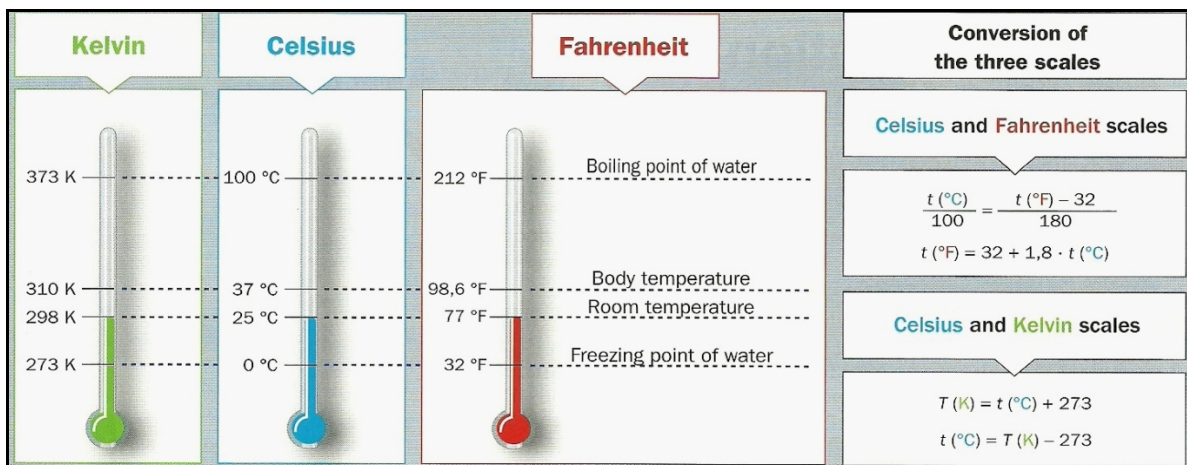 Kelvin
Celsius
Fahrenheit
Conversion of
the three scales
373 K
100 °C
212 °F
Boiling point of water
310 K
37 °C
98,6 °F
Body temperature
298 K
25 °C
77 °F
Room temperature
273 K
0 °C
32 °F
Freezing point of water
Celsius and Fahrenheit scales
t (°C)
100
=
t (°F) – 32
180
t (°F) = 32 + 1,8 · t (°C)
Celsius and Kelvin scales
T (K) = t (°C) + 273
t (°C) = T (K) – 273